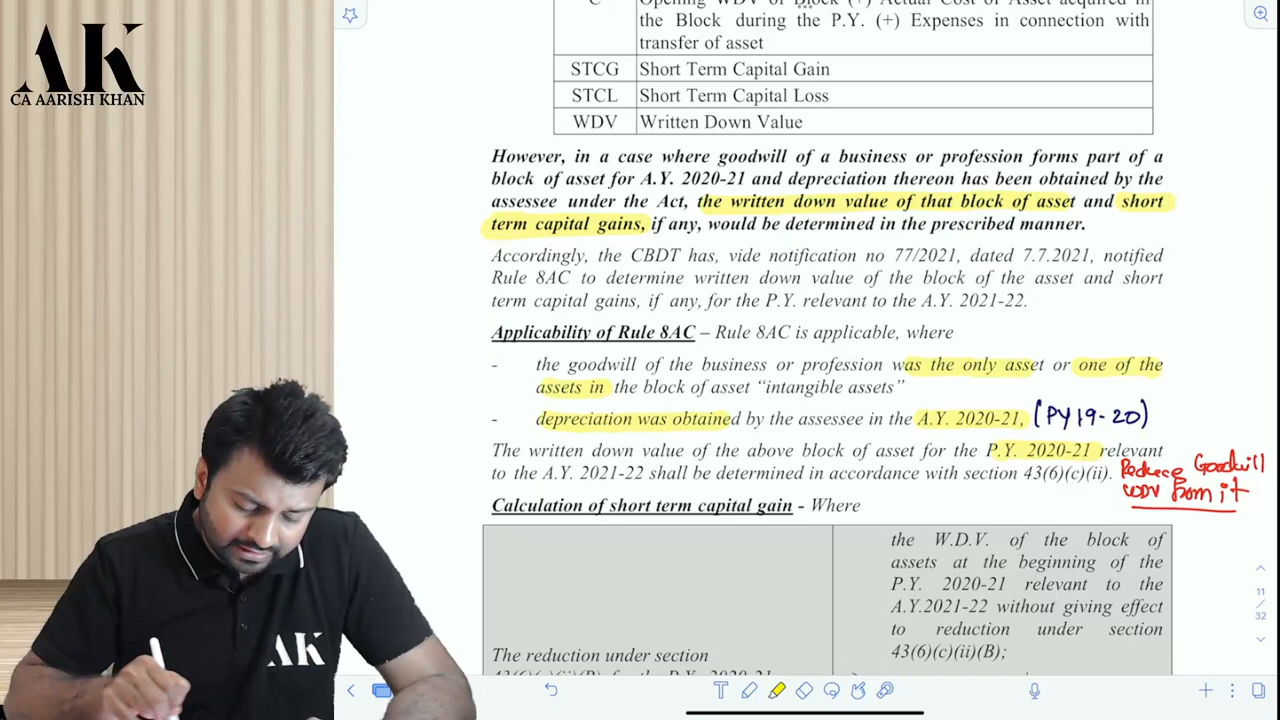 AK
CA AARISH KHAN
AK
C
Opening WDV of Block (+) Actual Cost of Asset acquired in
the Block during the P.Y. (+) Expenses in connection with
transfer of asset
STCG Short Term Capital Gain
STCL Short Term Capital Loss
WDV Written Down Value
However, in a case where goodwill of a business or profession forms part of a
block of asset for A.Y. 2020-21 and depreciation thereon has been obtained by the
assessee under the Act, the written down value of that block of asset and short
term capital gains, if any, would be determined in the prescribed manner.
Accordingly, the CBDT has, vide notification no 77/2021, dated 7.7.2021, notified
Rule 8AC to determine written down value of the block of the asset and short
term capital gains, if any, for the P.Y. relevant to the A.Y. 2021-22.
Applicability of Rule 8AC – Rule 8AC is applicable, where
- the goodwill of the business or profession was the only asset or one of the
assets in the block of asset “intangible assets”
- depreciation was obtained by the assessee in the A.Y. 2020-21, (PY19-20)
The written down value of the above block of asset for the P.Y. 2020-21 relevant
to the A.Y. 2021-22 shall be determined in accordance with section 43(6)(c)(ii).
Reduce Goodwill
WDV from it
Calculation of short term capital gain - Where
the W.D.V. of the block of
assets at the beginning of the
P.Y. 2020-21 relevant to the
A.Y.2021-22 without giving effect
to reduction under section
43(6)(c)(ii)(B);
The reduction under section
43(6)(c)(ii)(B) for the P.Y. 2020-21
11
/
32